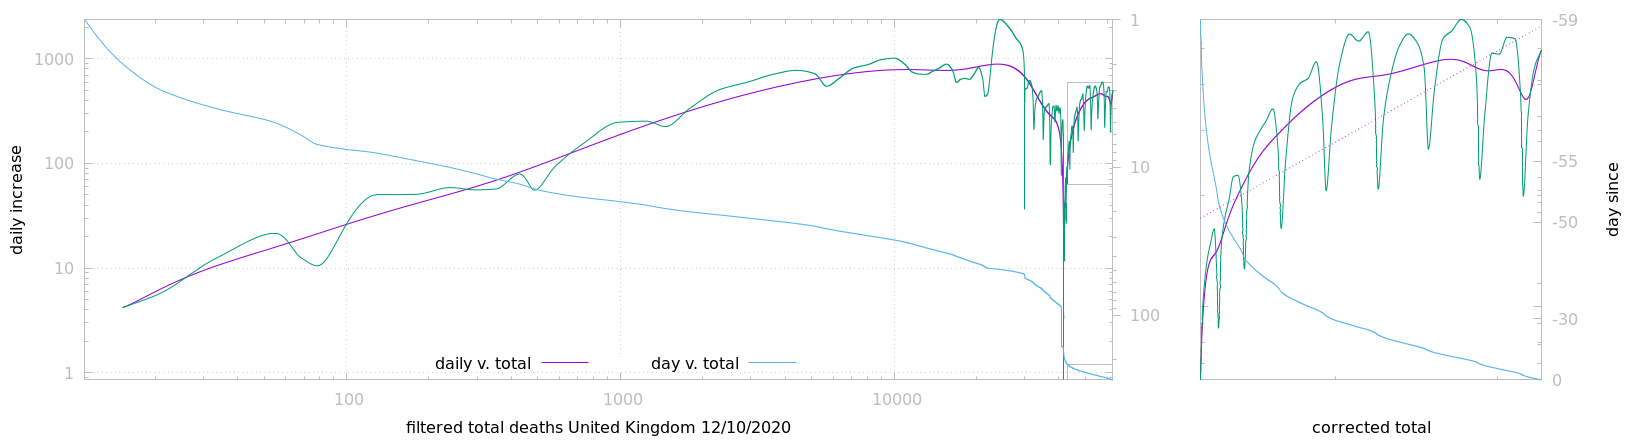 1 -59
1000
-55
100 10
daily increase day since
-50
10
-30
100
daily v. total day v. total
1 0
100 1000 10000
filtered total deaths United Kingdom 12/10/2020 corrected total